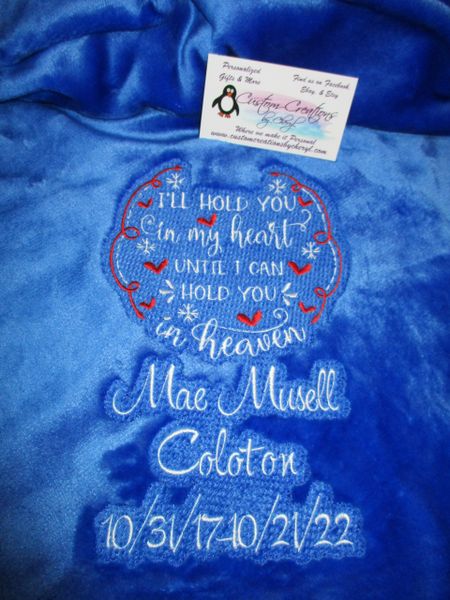 Personalized
Gifts & More
Find us on Facebook
Ebay, & Etsy
Custom Creations
by Cheryl
Where we make it Personal
www.customcreationsbycheryl.com
I'LL HOLD YOU
in my heart
UNTIL I CAN
HOLD YOU
in heaven
Mae Musell
Coloton
10/31/17-10/21/22